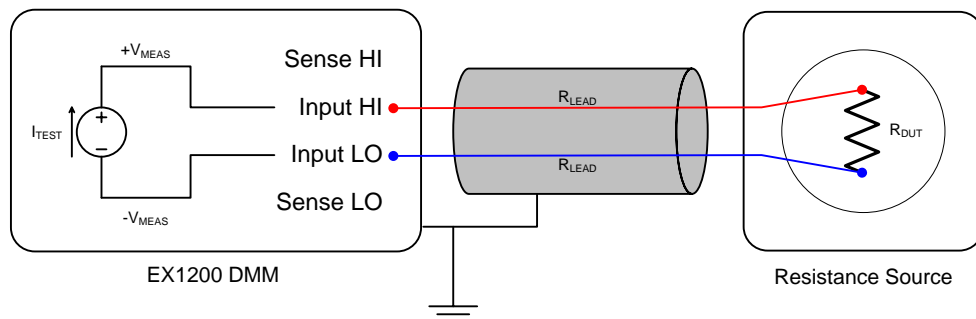 +VMEAS
Sense HI
Input HI
RLEAD
ITEST
+
−
RDUT
Input LO
RLEAD
Sense LO
-VMEAS
EX1200 DMM
Resistance Source